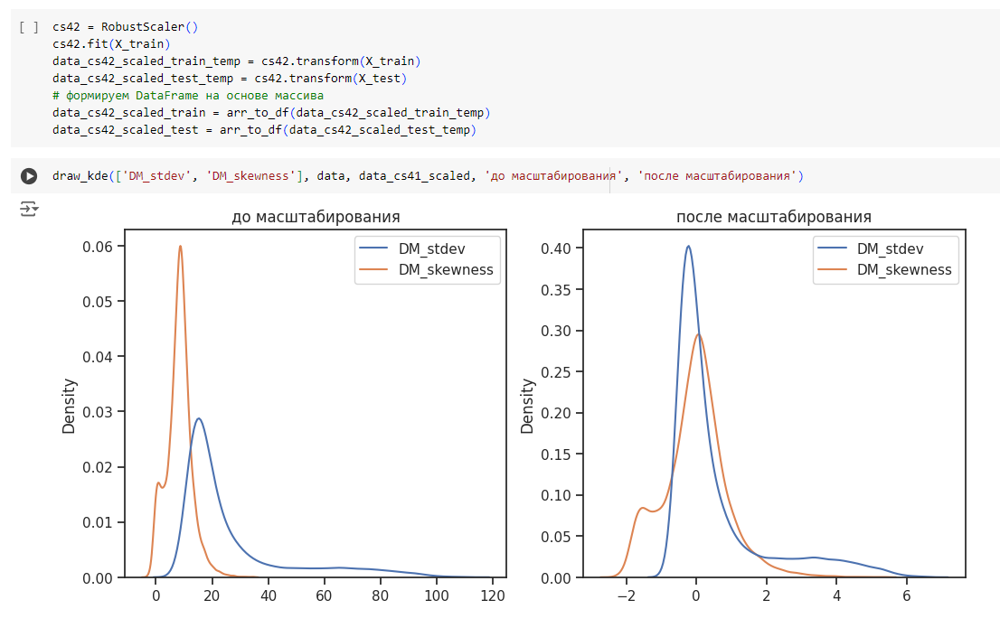 [ ] cs42 = RobustScaler()
cs42.fit(X_train)
data_cs42_scaled_train_temp = cs42.transform(X_train)
data_cs42_scaled_test_temp = cs42.transform(X_test)
# формируем DataFrame на основе массива
data_cs42_scaled_train = arr_to_df(data_cs42_scaled_train_temp)
data_cs42_scaled_test = arr_to_df(data_cs42_scaled_test_temp)
draw_kde(['DM_stdev', 'DM_skewness'], data, data_cs41_scaled, 'до масштабирования', 'после масштабирования')
до масштабирования
DM_stdev
DM_skewness
0.06
0.05
0.04
0.03
0.02
0.01
0.00
Density
0 20 40 60 80 100 120
после масштабирования
DM_stdev
DM_skewness
0.40
0.35
0.30
0.25
0.20
0.15
0.10
0.05
0.00
Density
−2 0 2 4 6